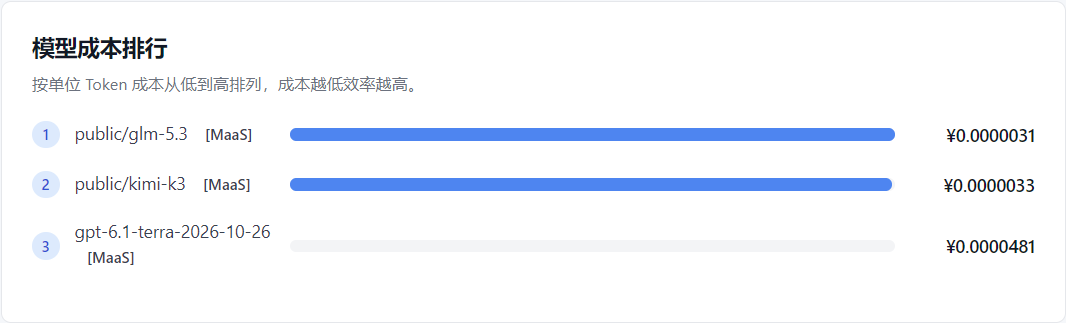 模型成本排行
按单位 Token 成本从低到高排列，成本越低效率越高。
1 public/glm-5.3 [MaaS] ¥0.0000031
2 public/kimi-k3 [MaaS] ¥0.0000033
3 gpt-6.1-terra-2026-10-26 ¥0.0000481
[MaaS]